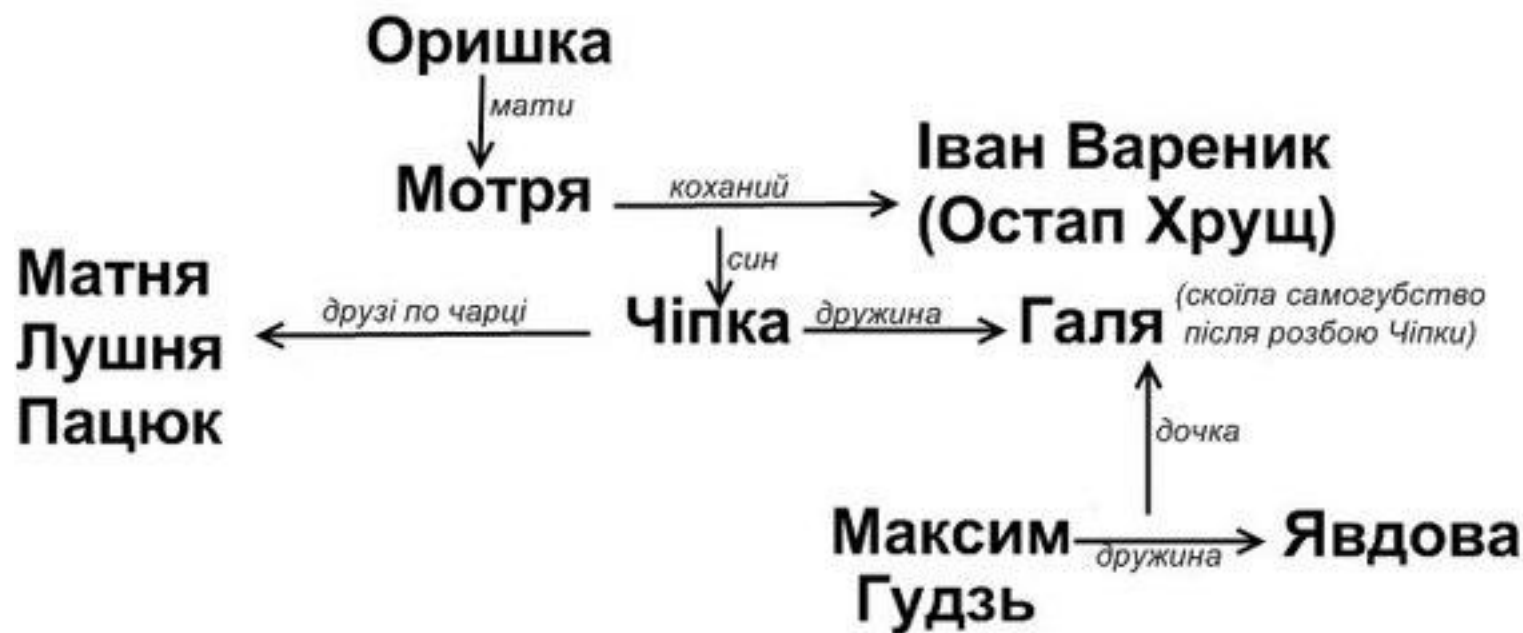 Оришка
мати
Мотря
коханий
Іван Вареник
(Остап Хрущ)
син
Матня
Лушня
Пацюк
друзі по чарці
Чіпка
дружина
Галя
(скоїла самогубство
після розбою Чіпки)
дочка
Максим
Гудзь
дружина
Явдова